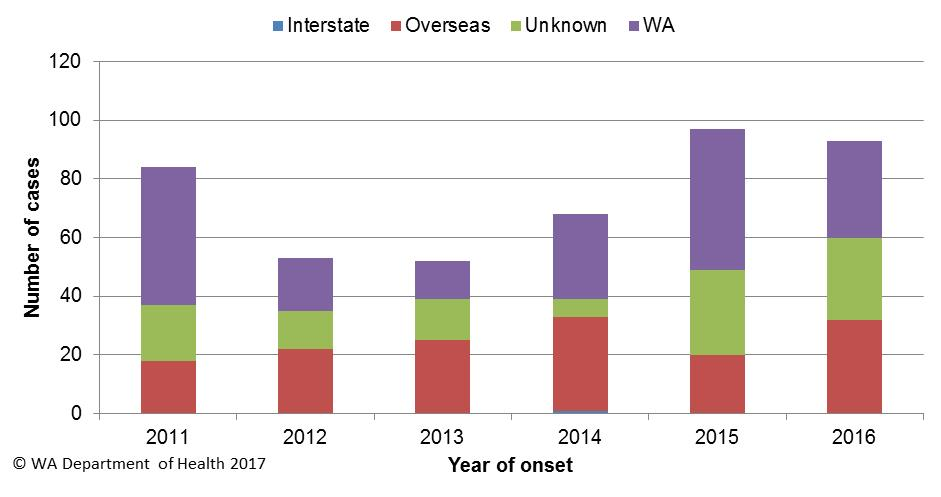 Interstate Overseas Unknown WA
120
100
80
60
40
20
0
Number of cases
2011 2012 2013 2014 2015 2016
Year of onset
© WA Department of Health 2017